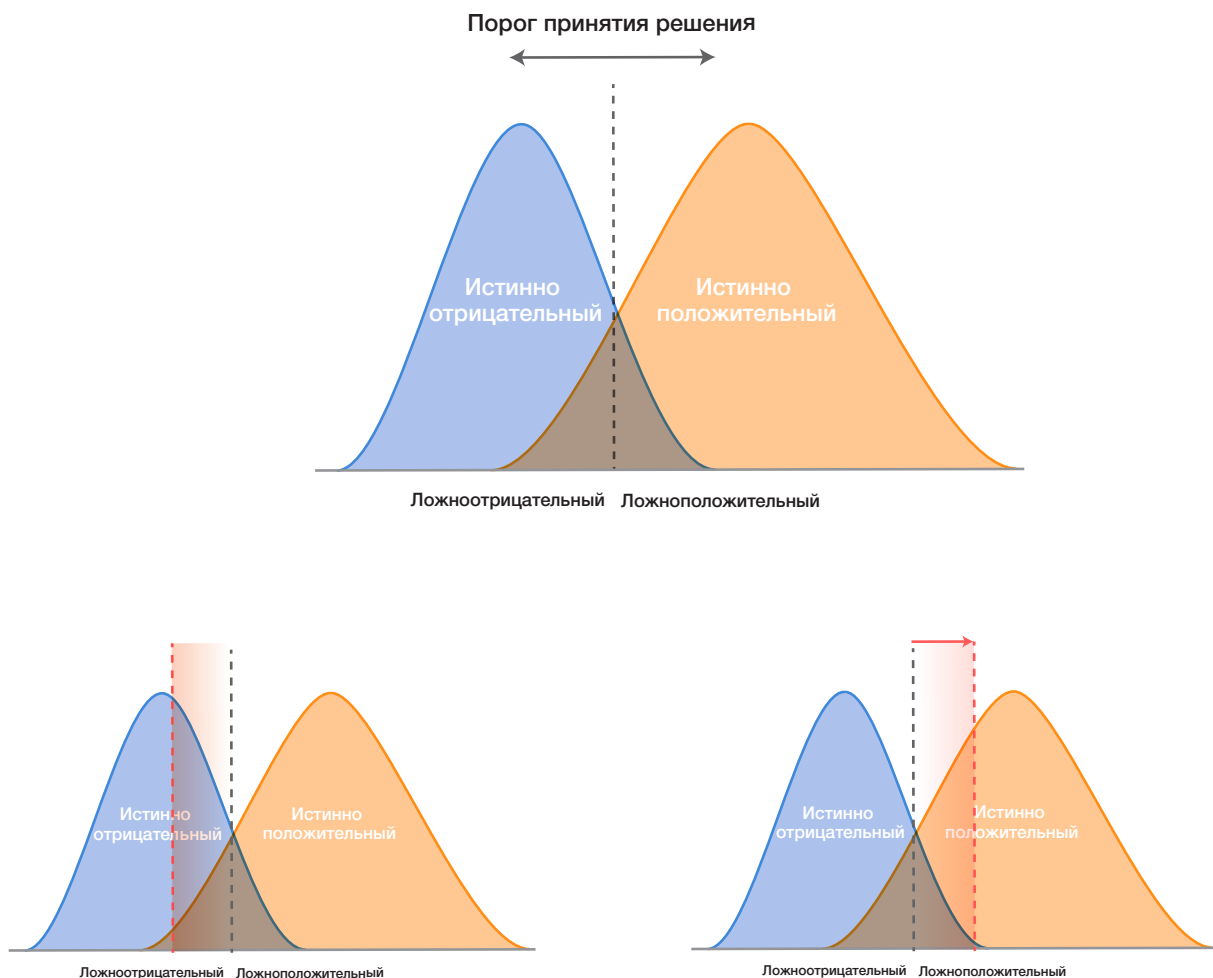 Порог принятия решения
Истинно
отрицательный
Истинно
положительный
Ложноотрицательный
Ложноположительный
Истинно
отрицательный
Истинно
положительный
Ложноотрицательный
Ложноположительный
Истинно
отрицательный
Истинно
положительный
Ложноотрицательный
Ложноположительный